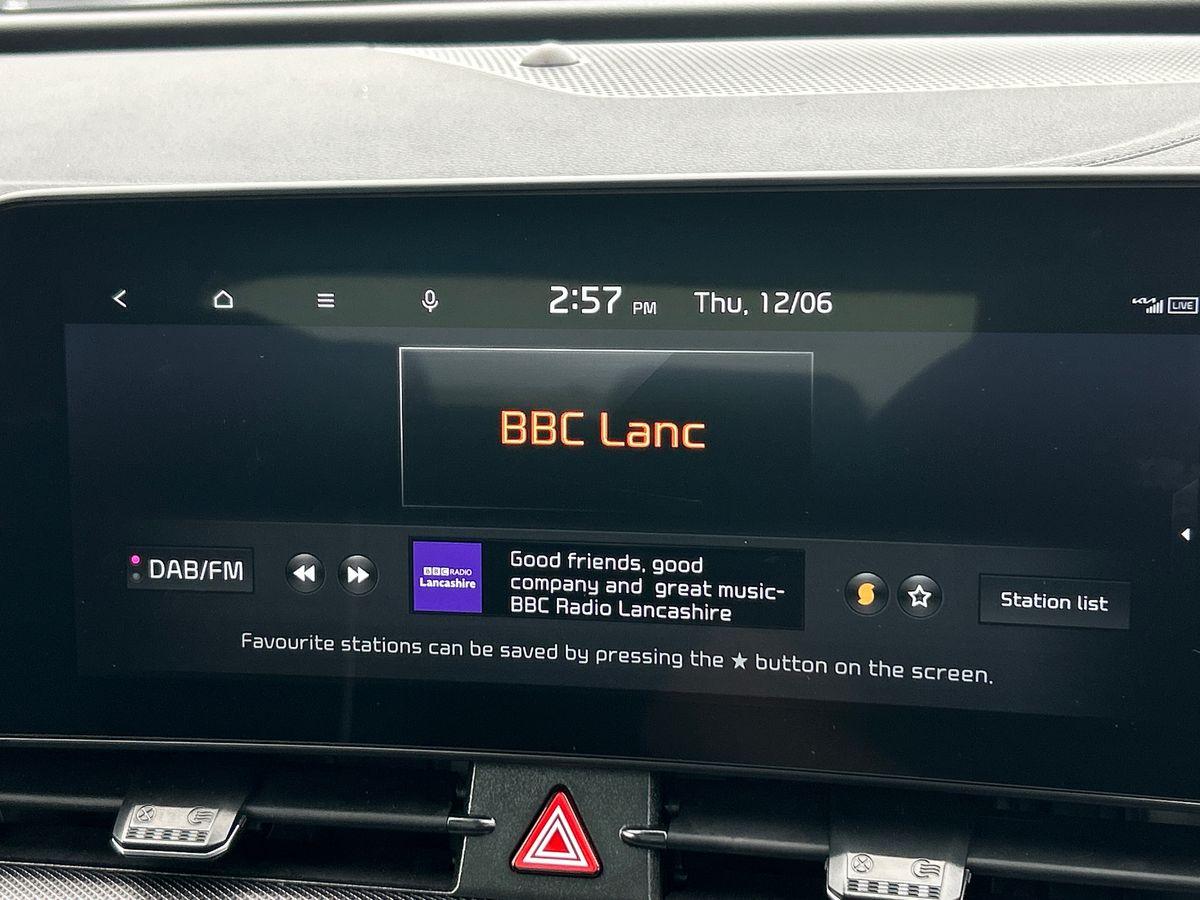 2:57 PM Thu, 12/06
LIVE
BBC Lanc
DAB/FM
BBC RADIO
Lancashire
Good friends, good
company and great music-
BBC Radio Lancashire
Station list
Favourite stations can be saved by pressing the ★ button on the screen.